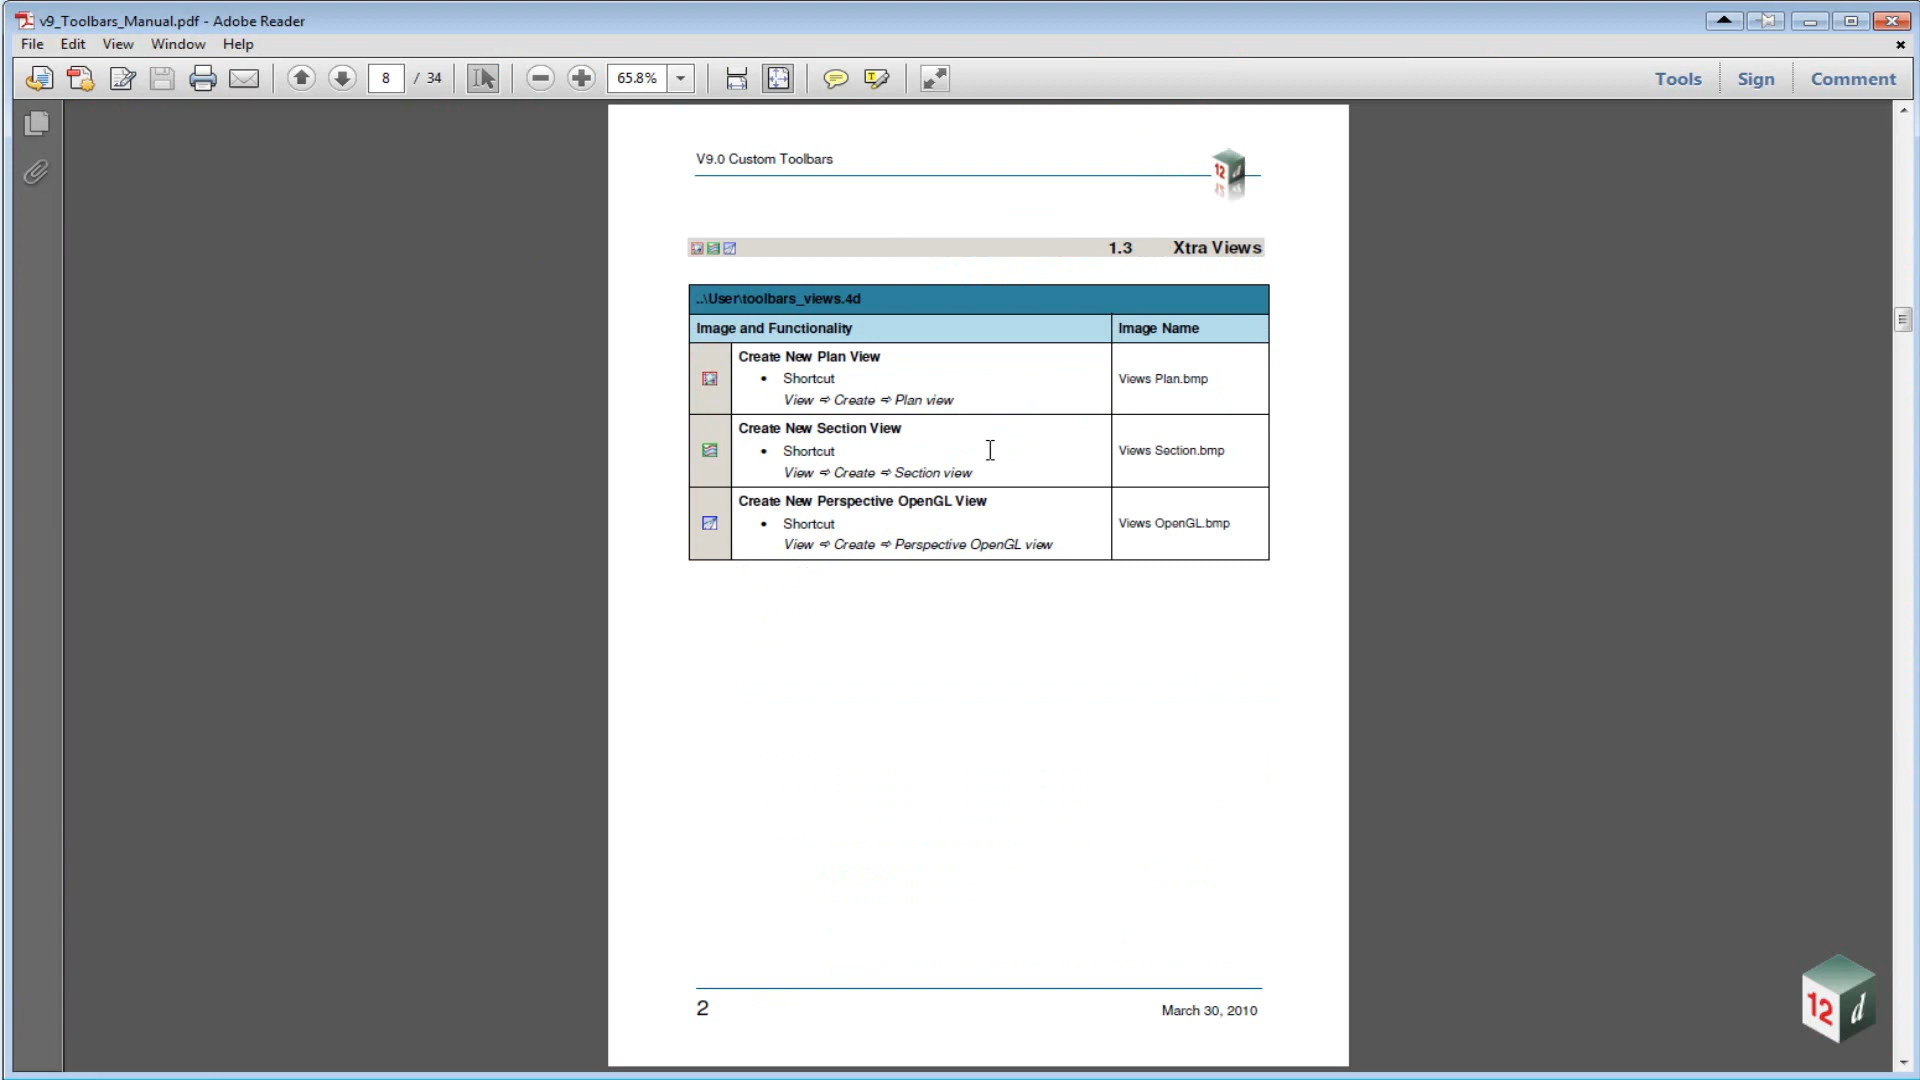 v9_Toolbars_Manual.pdf - Adobe Reader
File Edit View Window Help
8 / 34 65.8% Tools Sign Comment
V9.0 Custom Toolbars
12 d
1.3 Xtra Views
..\User\toolbars_views.4d
Image and Functionality Image Name
Create New Plan View
• Shortcut Views Plan.bmp
View ⇨ Create ⇨ Plan view
Create New Section View
• Shortcut Views Section.bmp
View ⇨ Create ⇨ Section view
Create New Perspective OpenGL View
• Shortcut Views OpenGL.bmp
View ⇨ Create ⇨ Perspective OpenGL view
2 March 30, 2010
12 d